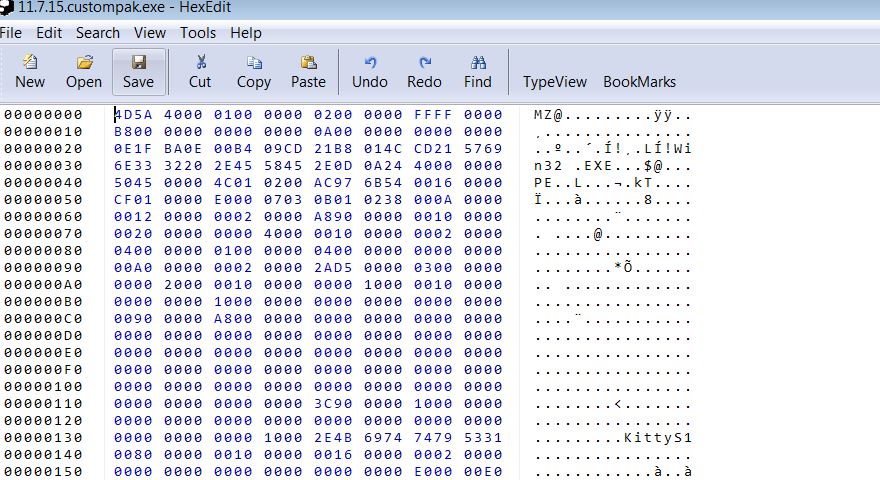 11.7.15.custompak.exe - HexEdit
File Edit Search View Tools Help
New Open Save Cut Copy Paste Undo Redo Find TypeView BookMarks
00000000 4D5A 4000 0100 0000 0200 0000 FFFF 0000 MZ@.........ÿÿ..
00000010 B800 0000 0000 0000 0A00 0000 0000 0000 ¸...............
00000020 0E1F BA0E 00B4 09CD 21B8 014C CD21 5769 ..º..´.Í!¸.LÍ!Wi
00000030 6E33 3220 2E45 5845 2E0D 0A24 4000 0000 n32 .EXE...$@...
00000040 5045 0000 4C01 0200 AC97 6B54 0016 0000 PE..L...¬.kT....
00000050 CF01 0000 E000 0703 0B01 0238 000A 0000 Ï...à......8....
00000060 0012 0000 0002 0000 A890 0000 0010 0000 ........¨.......
00000070 0020 0000 0000 4000 0010 0000 0002 0000 . ....@.........
00000080 0400 0000 0100 0000 0400 0000 0000 0000 ................
00000090 00A0 0000 0002 0000 2AD5 0000 0300 0000 ........*Õ......
000000A0 0000 2000 0010 0000 0000 1000 0010 0000 .. .............
000000B0 0000 0000 1000 0000 0000 0000 0000 0000 ................
000000C0 0090 0000 A800 0000 0000 0000 0000 0000 ....¨...........
000000D0 0000 0000 0000 0000 0000 0000 0000 0000 ................
000000E0 0000 0000 0000 0000 0000 0000 0000 0000 ................
000000F0 0000 0000 0000 0000 0000 0000 0000 0000 ................
00000100 0000 0000 0000 0000 0000 0000 0000 0000 ................
00000110 0000 0000 0000 0000 3C90 0000 1000 0000 ........<.......
00000120 0000 0000 0000 0000 0000 0000 0000 0000 ................
00000130 0000 0000 0000 1000 2E4B 6974 7479 5331 .........KittyS1
00000140 0080 0000 0010 0000 0016 0000 0002 0000 ................
00000150 0000 0000 0000 0000 0000 0000 E000 00E0 ............à..à